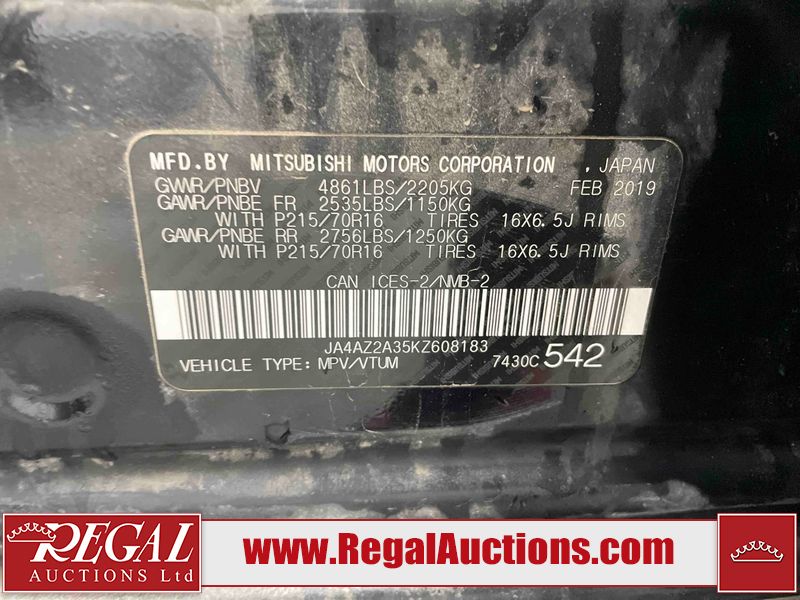 MFD.BY MITSUBISHI MOTORS CORPORATION , JAPAN
GVWR/PNBV 4861LBS/2205KG FEB 2019
GAWR/PNBE FR 2535LBS/1150KG
WITH P215/70R16 TIRES 16X6.5J RIMS
GAWR/PNBE RR 2756LBS/1250KG
WITH P215/70R16 TIRES 16X6.5J RIMS
CAN ICES-2/NMB-2
JA4AZ2A35KZ608183
VEHICLE TYPE: MPV/VTUM 7430C 542
REGAL
AUCTIONS Ltd
www.RegalAuctions.com